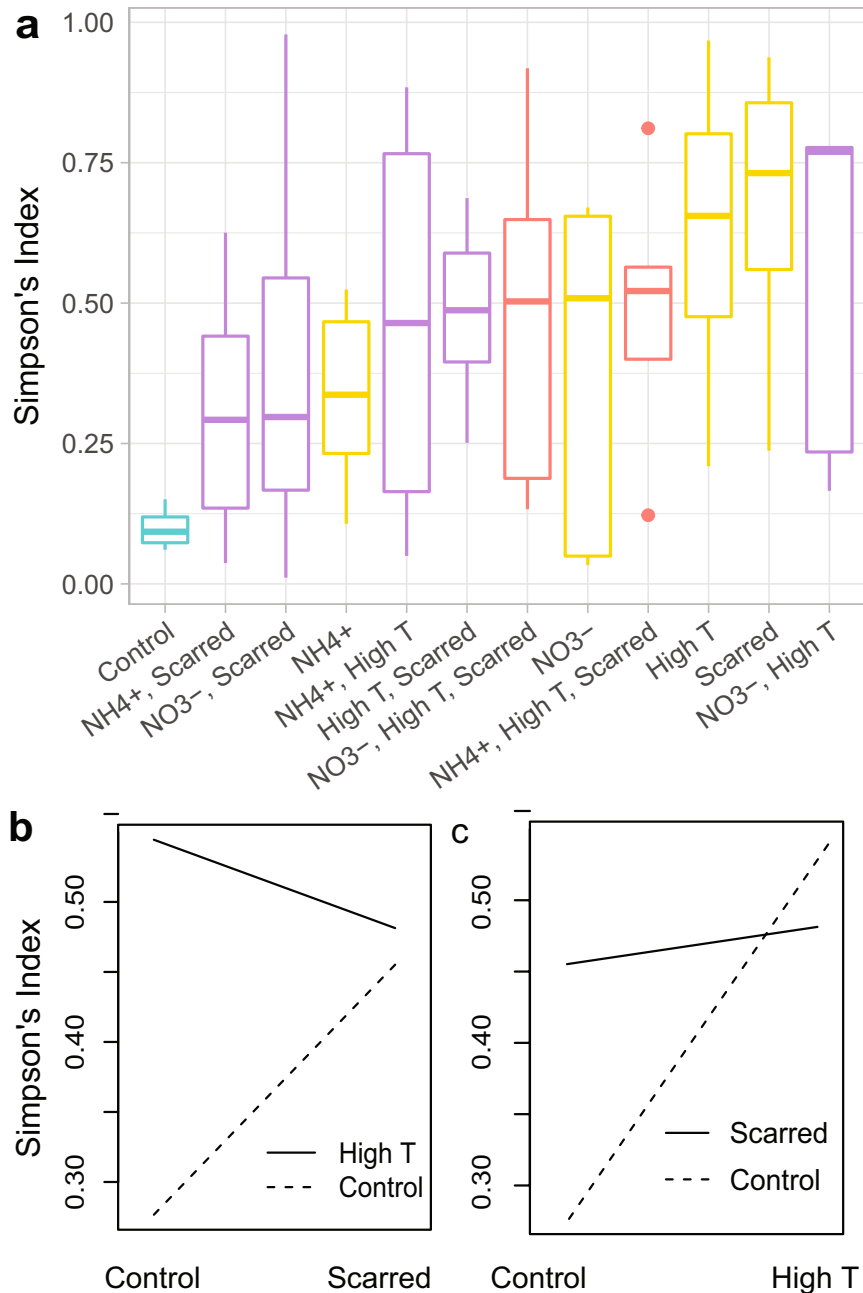 a
1.00
0.75
0.50
0.25
0.00
Simpson's Index
Control
NH4+, Scarred
NO3−, Scarred
NH4+
NH4+, High T
High T, Scarred
NO3−, High T, Scarred
NO3−
NH4+, High T, Scarred
High T
Scarred
NO3−, High T
b
Simpson's Index
0.50
0.40
0.30
High T
Control
Control
Scarred
c
0.50
0.40
0.30
Scarred
Control
Control
High T